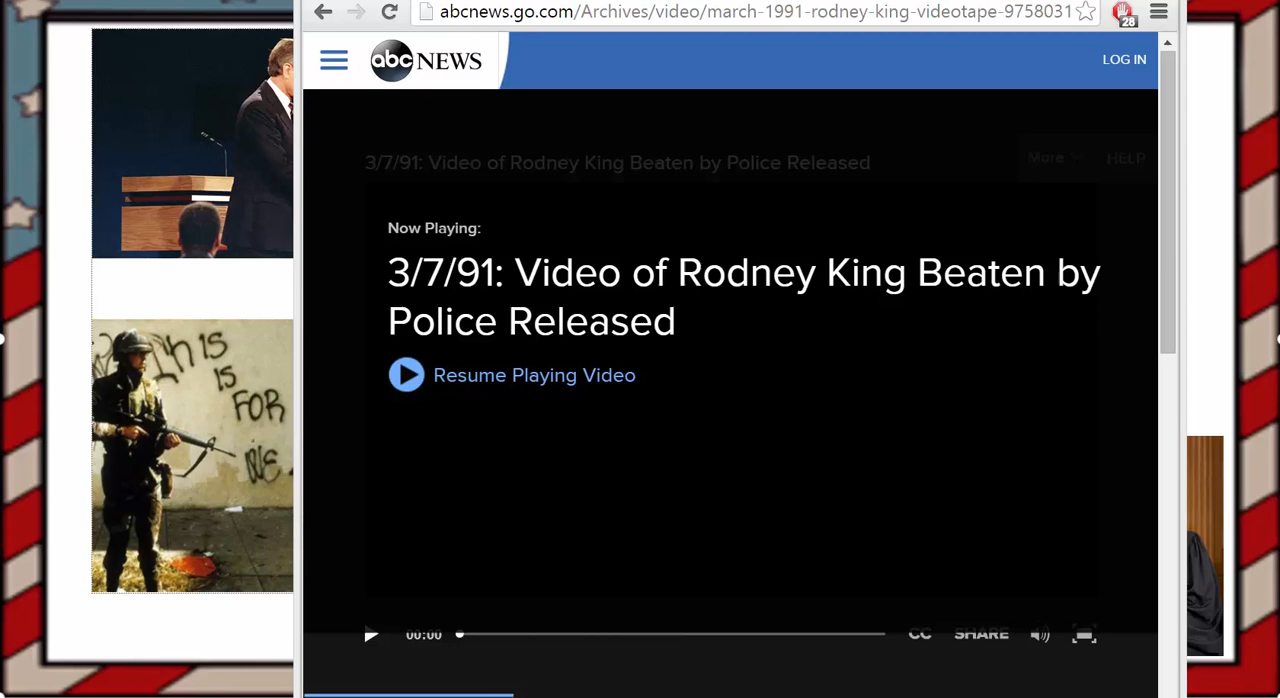 abcnews.go.com/Archives/video/march-1991-rodney-king-videotape-9758031
28
abc NEWS
LOG IN
3/7/91: Video of Rodney King Beaten by Police Released
More
HELP
Now Playing:
3/7/91: Video of Rodney King Beaten by
Police Released
Resume Playing Video
THIS
IS
IS
FOR
00:00
CC
SHARE